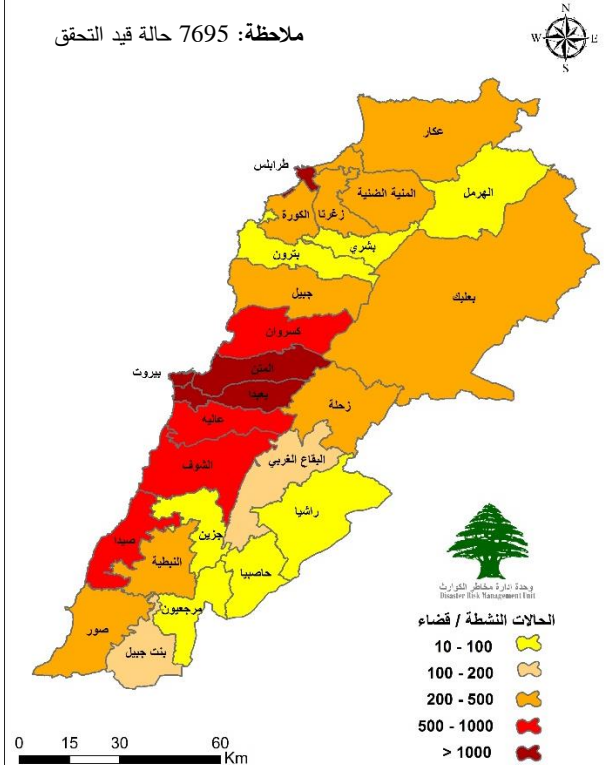 ملاحظة: 7695 حالة قيد التحقق
N
W E
S
عكار
طرابلس
الهرمل
المنية الضنية
زغرتا
الكورة
بشري
بترون
بعلبك
جبيل
كسروان
المتن
بيروت
بعبدا
زحلة
عاليه
البقاع الغربي
الشوف
راشيا
جزين
صيدا
النبطية
حاصبيا
مرجعيون
صور
بنت جبيل
وحدة ادارة مخاطر الكوارث
Disaster Risk Management Unit
الحالات النشطة / قضاء
10 - 100
100 - 200
200 - 500
500 - 1000
> 1000
0 15 30 60
Km